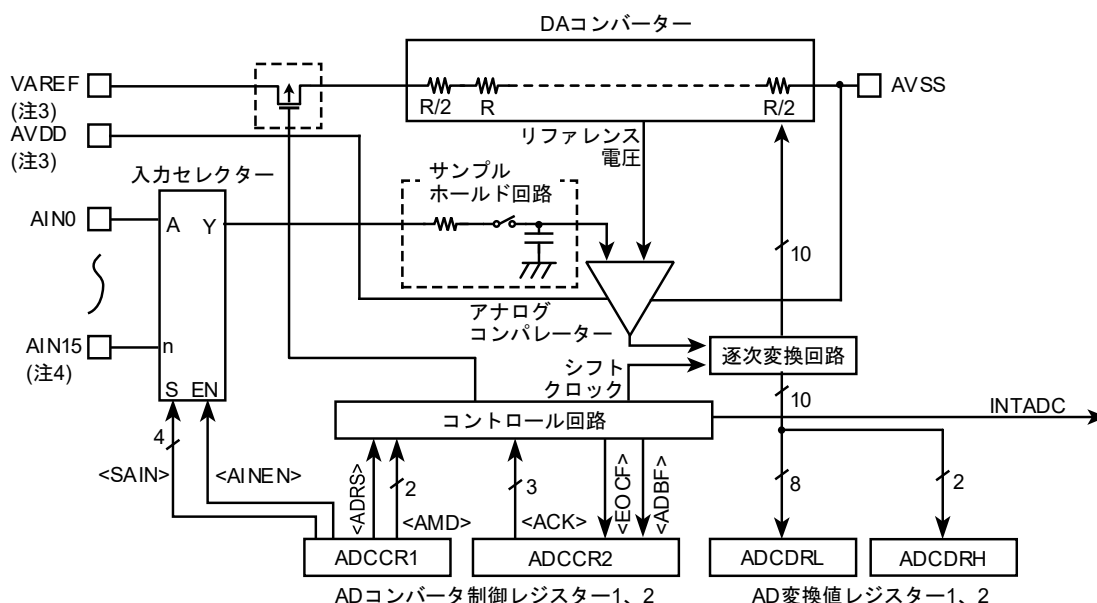 DAコンバーター
VAREF
(注3)
AVDD
(注3)
R/2
R
R/2
AVSS
リファレンス
電圧
入力セレクター
サンプル
ホールド回路
AIN0
A
Y
10
アナログ
コンパレーター
AIN15
(注4)
n
S
EN
シフト
クロック
逐次変換回路
10
コントロール回路
INTADC
4
<SAIN>
<AINEN>
<ADRS>
2
<AMD>
3
<ACK>
<EOCF>
<ADBF>
8
2
ADCCR1
ADCCR2
ADCDRL
ADCDRH
ADコンバータ制御レジスター1、2
AD変換値レジスター1、2